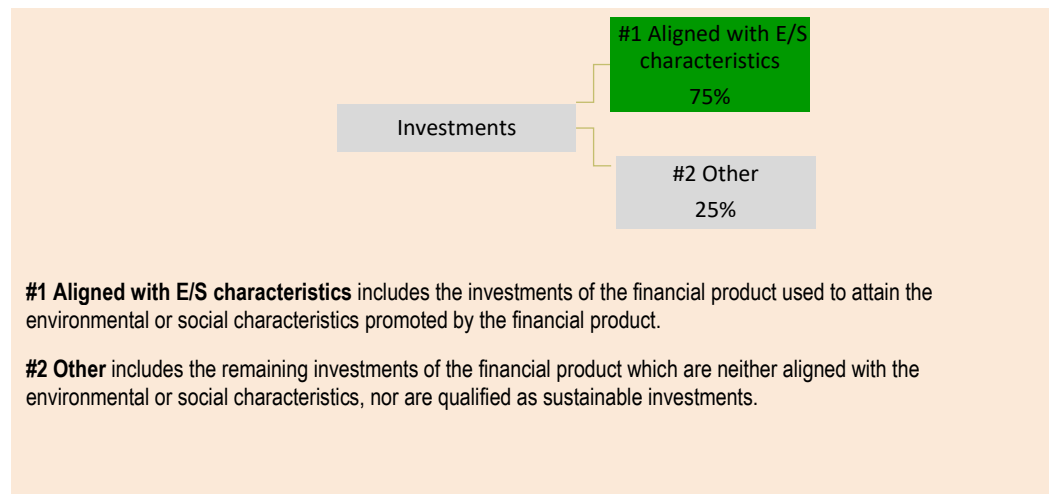 #1 Aligned with E/S
characteristics
75%
Investments
#2 Other
25%
#1 Aligned with E/S characteristics includes the investments of the financial product used to attain the
environmental or social characteristics promoted by the financial product.
#2 Other includes the remaining investments of the financial product which are neither aligned with the
environmental or social characteristics, nor are qualified as sustainable investments.